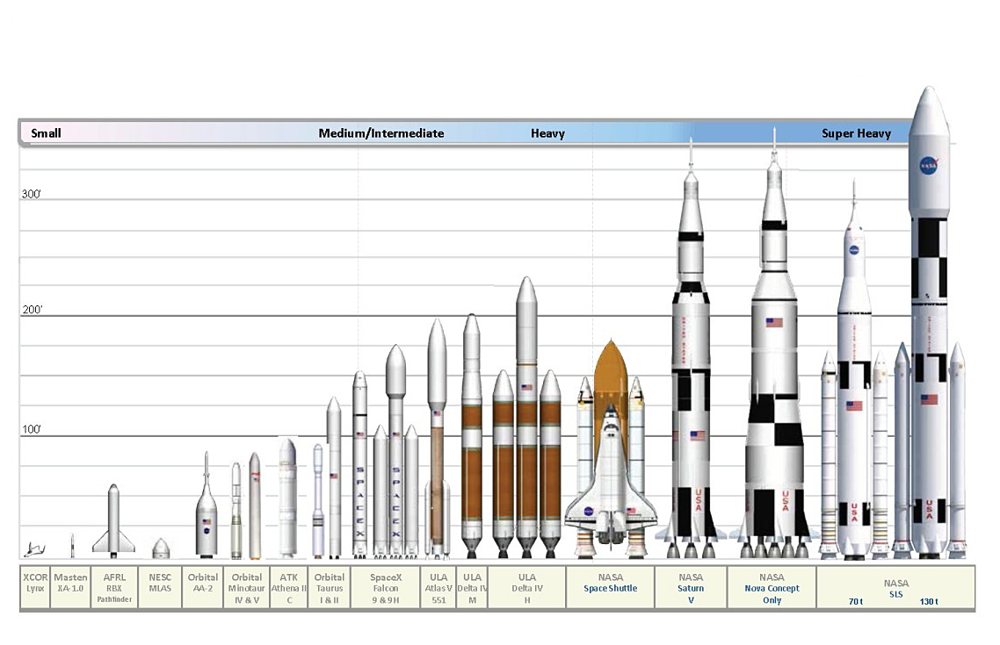 Small
Medium/Intermediate
Heavy
Super Heavy
300'
200'
100'
NASA
SPACEX
SPACEX
USA
USA
USA
USA
XCOR
Lynx
Masten
XA-1.0
AFRL
RBX
Pathfinder
NESC
MLAS
Orbital
AA-2
Orbital
Minotaur
IV & V
ATK
Athena II
C
Orbital
Taurus
I & II
SpaceX
Falcon
9 & 9H
ULA
Atlas V
551
ULA
Delta IV
M
ULA
Delta IV
H
NASA
Space Shuttle
NASA
Saturn
V
NASA
Nova Concept
Only
NASA
SLS
70 t
130 t